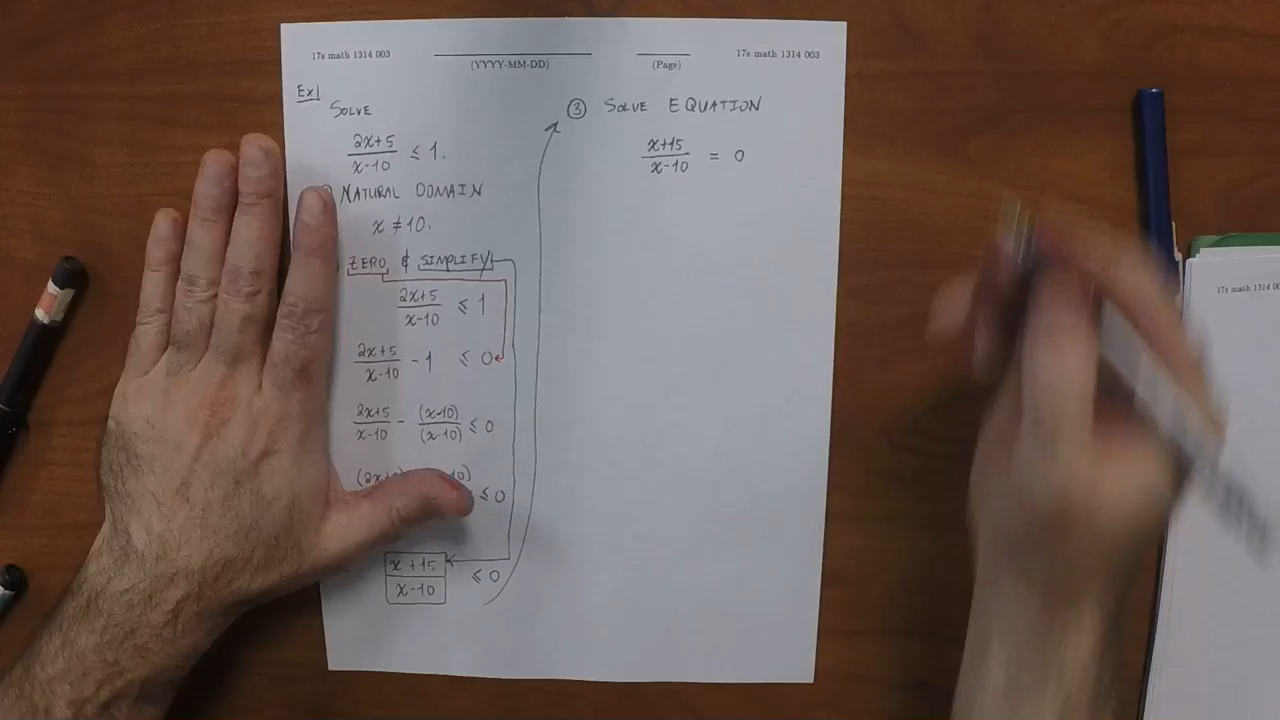 17s math 1314 003
(YYYY-MM-DD)
(Page)
17s math 1314 003
Ex1
SOLVE
2x+5
x-10 ≤ 1.
NATURAL DOMAIN
x ≠ 10.
ZERO & SIMPLIFY
2x+5
x-10 ≤ 1
2x+5
x-10 - 1 ≤ 0
2x+5 (x-10)
x-10 - (x-10) ≤ 0
(2x+ 10)
≤ 0
x +15
x-10 ≤ 0
③ SOLVE EQUATION
x+15
x-10 = 0
17s math 1314